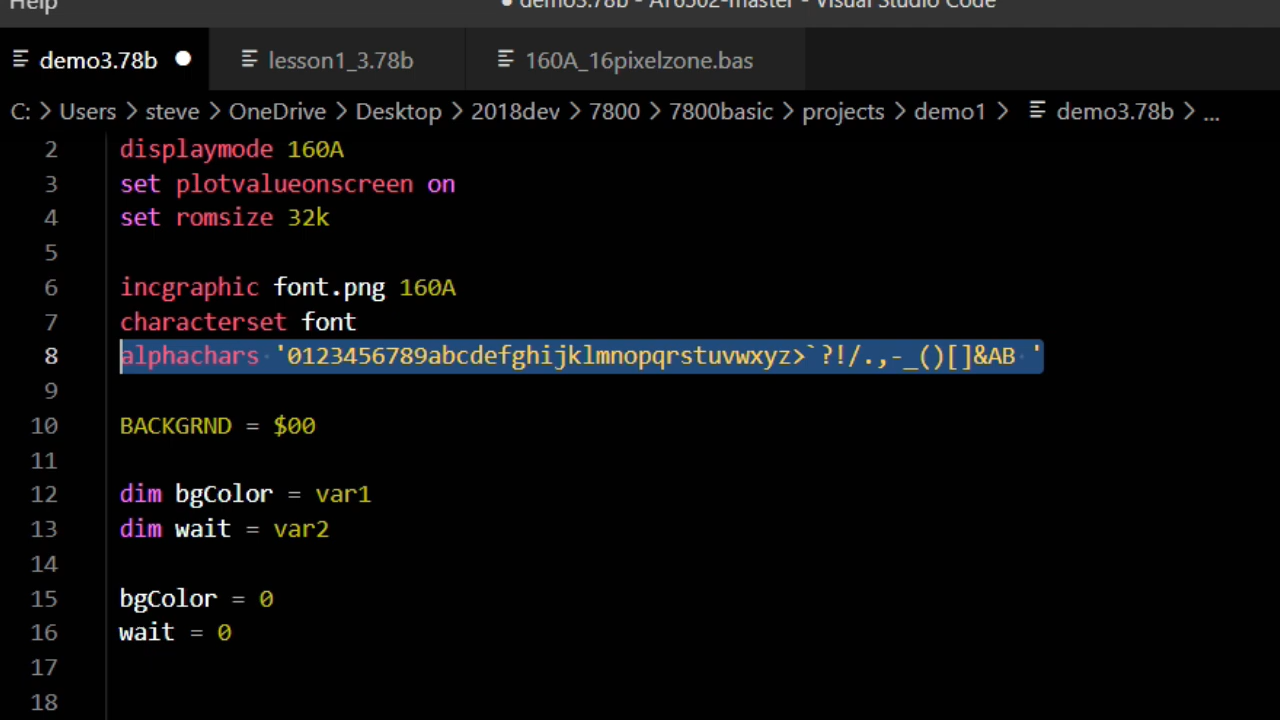 Help
● demo3.78b - AT6502-master - Visual Studio Code
demo3.78b ● lesson1_3.78b 160A_16pixelzone.bas
C: > Users > steve > OneDrive > Desktop > 2018dev > 7800 > 7800basic > projects > demo1 > demo3.78b > ...
2 displaymode 160A
3 set plotvalueonscreen on
4 set romsize 32k
5
6 incgraphic font.png 160A
7 characterset font
8 alphachars '0123456789abcdefghijklmnopqrstuvwxyz>`?!/.,-_()[]&AB '
9
10 BACKGRND = $00
11
12 dim bgColor = var1
13 dim wait = var2
14
15 bgColor = 0
16 wait = 0
17
18